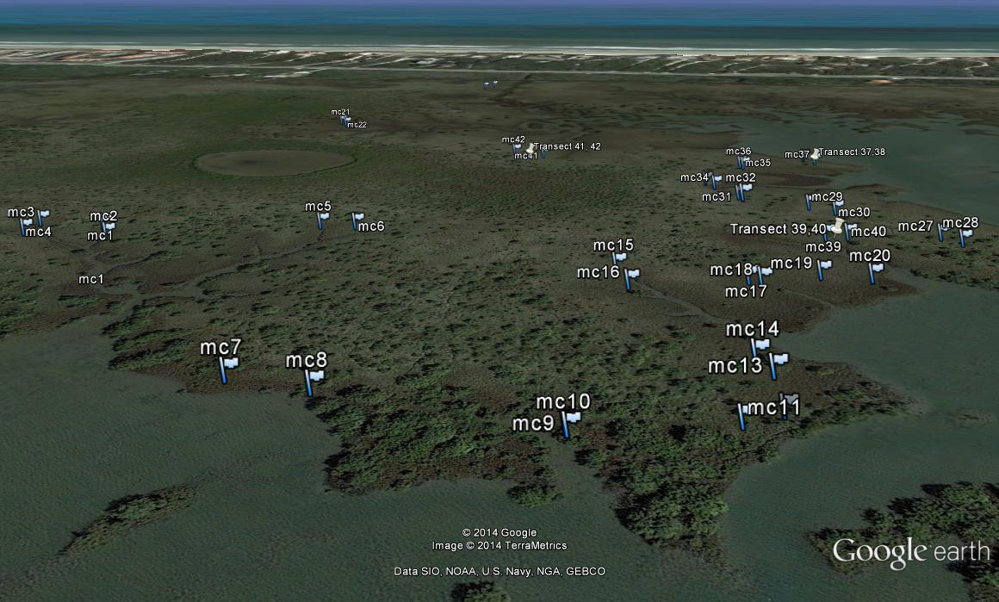 mc21
mc22
mc42
Transect 41, 42
mc41
mc36
mc35
mc37
Transect 37,38
mc34
mc32
mc31
mc29
mc30
mc3
mc4
mc2
mc1
mc5
mc6
Transect 39,40
mc40
mc39
mc27
mc28
mc15
mc16
mc18
mc17
mc19
mc20
mc1
mc14
mc13
mc7
mc8
mc10
mc9
mc11
© 2014 Google
Image © 2014 TerraMetrics
Data SIO, NOAA, U.S. Navy, NGA, GEBCO
Google earth